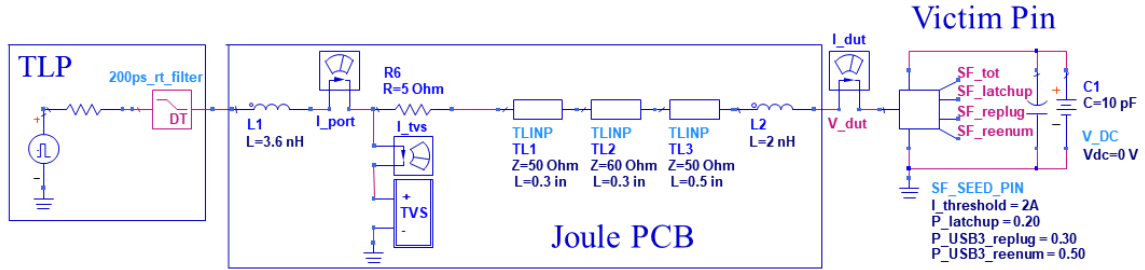 Victim Pin
TLP
200ps_rt_filter
DT
L1
L=3.6 nH
I_port
R6
R=5 Ohm
I_tvs
+
TVS
-
TLINP
TL1
Z=50 Ohm
L=0.3 in
TLINP
TL2
Z=60 Ohm
L=0.3 in
TLINP
TL3
Z=50 Ohm
L=0.5 in
L2
L=2 nH
Joule PCB
I_dut
V_dut
SF_tot
SF_latchup
SF_replug
SF_reenum
C1
C=10 pF
V_DC
Vdc=0 V
SF_SEED_PIN
I_threshold = 2A
P_latchup = 0.20
P_USB3_replug = 0.30
P_USB3_reenum = 0.50